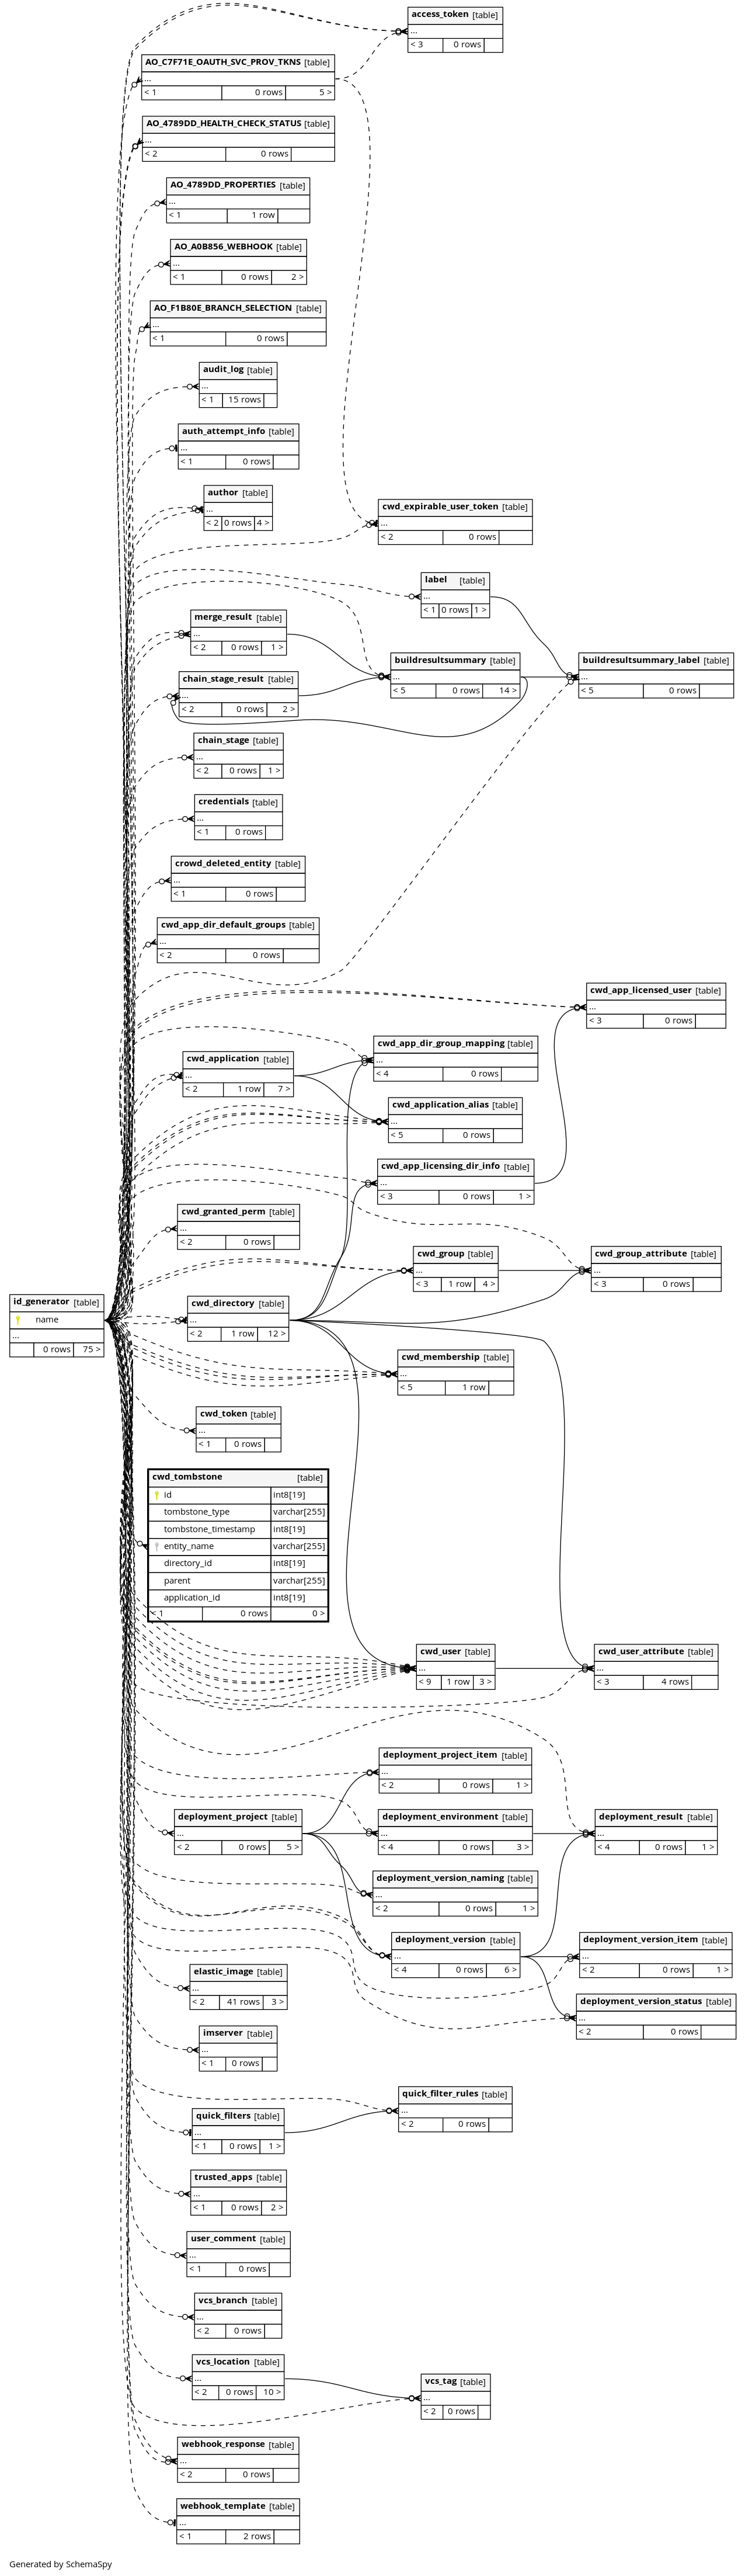 access_token [table]
...
< 3 0 rows
AO_C7F71E_OAUTH_SVC_PROV_TKNS [table]
...
< 1 0 rows 5 >
AO_4789DD_HEALTH_CHECK_STATUS [table]
...
< 2 0 rows
AO_4789DD_PROPERTIES [table]
...
< 1 1 row
AO_A0B856_WEBHOOK [table]
...
< 1 0 rows 2 >
AO_F1B80E_BRANCH_SELECTION [table]
...
< 1 0 rows
audit_log [table]
...
< 1 15 rows
auth_attempt_info [table]
...
< 1 0 rows
author [table]
...
< 2 0 rows 4 >
cwd_expirable_user_token [table]
...
< 2 0 rows
label [table]
...
< 1 0 rows 1 >
merge_result [table]
...
< 2 0 rows 1 >
buildresultsummary [table]
...
< 5 0 rows 14 >
buildresultsummary_label [table]
...
< 5 0 rows
chain_stage_result [table]
...
< 2 0 rows 2 >
chain_stage [table]
...
< 2 0 rows 1 >
credentials [table]
...
< 1 0 rows
crowd_deleted_entity [table]
...
< 1 0 rows
cwd_app_dir_default_groups [table]
...
< 2 0 rows
cwd_app_licensed_user [table]
...
< 3 0 rows
cwd_app_dir_group_mapping [table]
...
< 4 0 rows
cwd_application [table]
...
< 2 1 row 7 >
cwd_application_alias [table]
...
< 5 0 rows
cwd_app_licensing_dir_info [table]
...
< 3 0 rows 1 >
cwd_granted_perm [table]
...
< 2 0 rows
cwd_group [table]
...
< 3 1 row 4 >
cwd_group_attribute [table]
...
< 3 0 rows
id_generator [table]
name
...
0 rows 75 >
cwd_directory [table]
...
< 2 1 row 12 >
cwd_membership [table]
...
< 5 1 row
cwd_token [table]
...
< 1 0 rows
cwd_tombstone [table]
id int8[19]
tombstone_type varchar[255]
tombstone_timestamp int8[19]
entity_name varchar[255]
directory_id int8[19]
parent varchar[255]
application_id int8[19]
< 1 0 rows 0 >
cwd_user [table]
...
< 9 1 row 3 >
cwd_user_attribute [table]
...
< 3 4 rows
deployment_project_item [table]
...
< 2 0 rows 1 >
deployment_project [table]
...
< 2 0 rows 5 >
deployment_environment [table]
...
< 4 0 rows 3 >
deployment_result [table]
...
< 4 0 rows 1 >
deployment_version_naming [table]
...
< 2 0 rows 1 >
deployment_version [table]
...
< 4 0 rows 6 >
deployment_version_item [table]
...
< 2 0 rows 1 >
elastic_image [table]
...
< 2 41 rows 3 >
deployment_version_status [table]
...
< 2 0 rows
imserver [table]
...
< 1 0 rows
quick_filter_rules [table]
...
< 2 0 rows
quick_filters [table]
...
< 1 0 rows 1 >
trusted_apps [table]
...
< 1 0 rows 2 >
user_comment [table]
...
< 1 0 rows
vcs_branch [table]
...
< 2 0 rows
vcs_location [table]
...
< 2 0 rows 10 >
vcs_tag [table]
...
< 2 0 rows
webhook_response [table]
...
< 2 0 rows
webhook_template [table]
...
< 1 2 rows
Generated by SchemaSpy